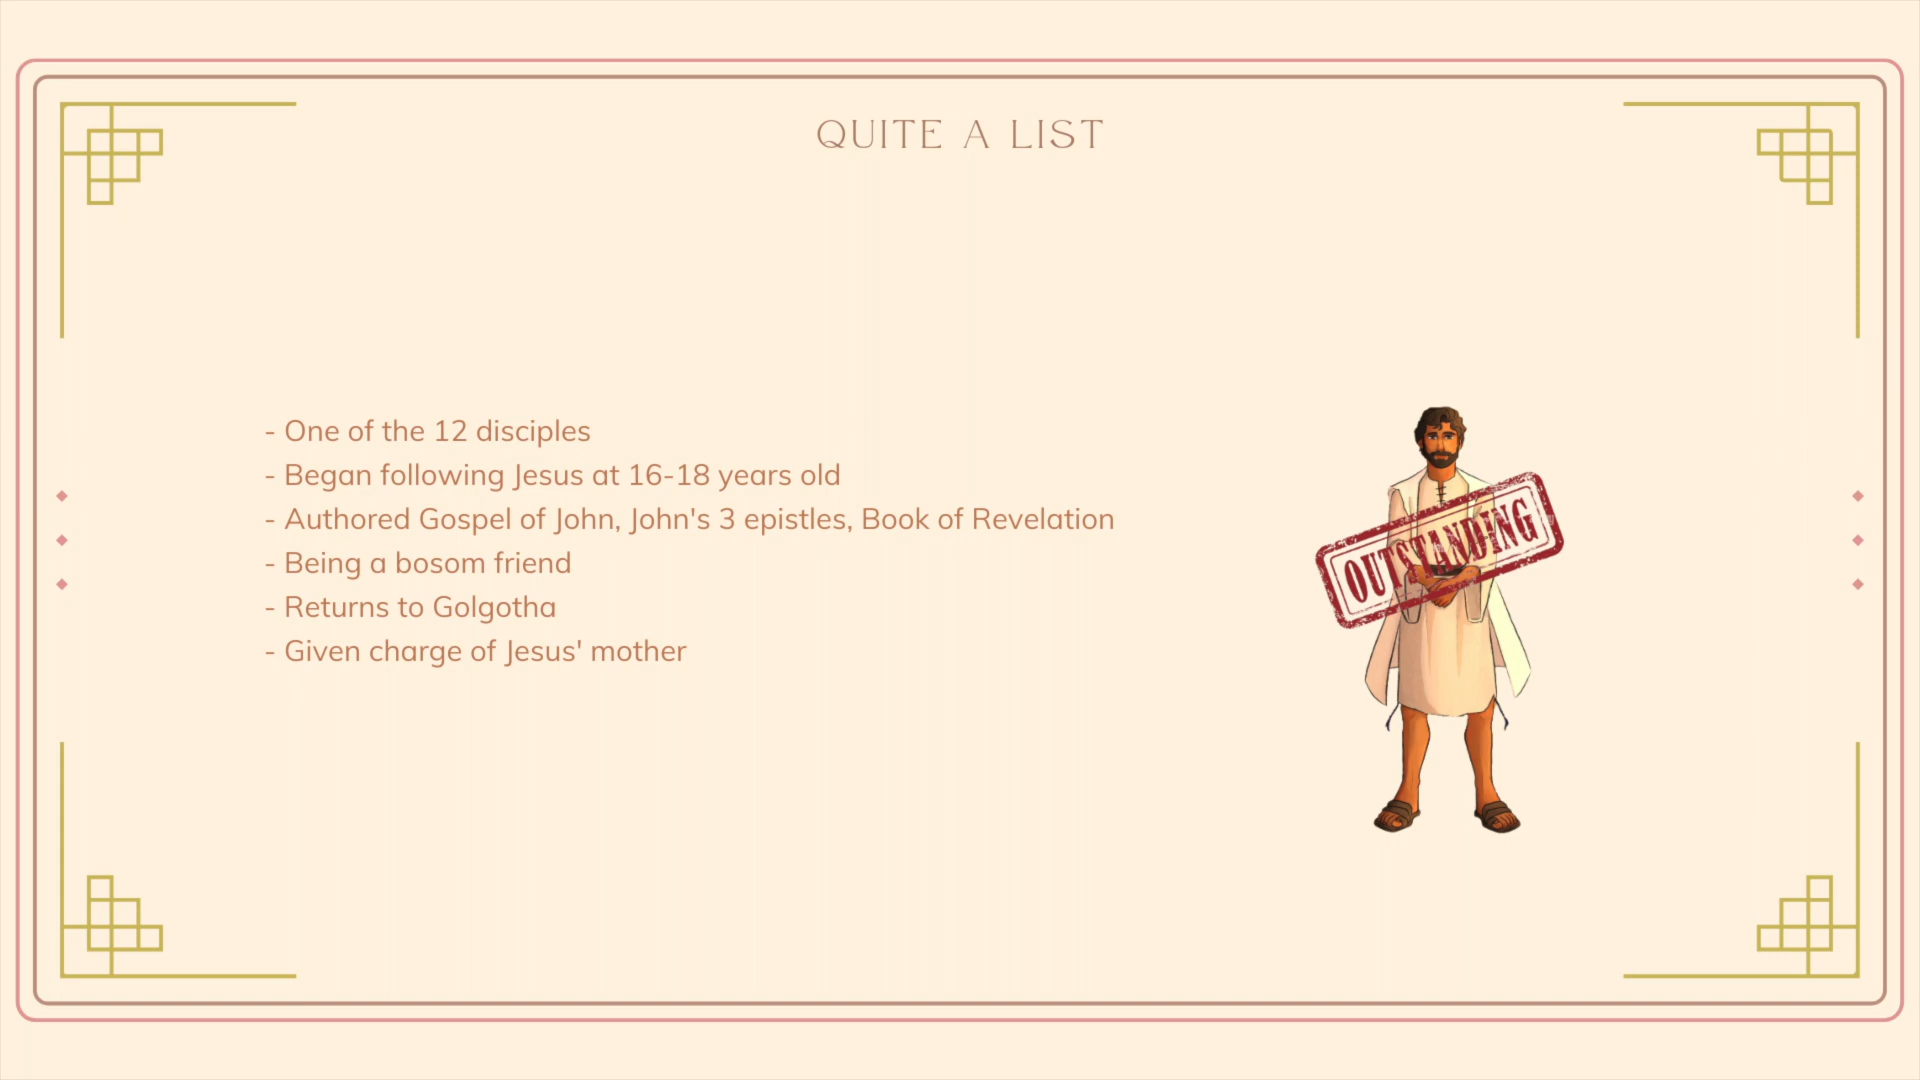 QUITE A LIST
- One of the 12 disciples
- Began following Jesus at 16-18 years old
- Authored Gospel of John, John's 3 epistles, Book of Revelation
- Being a bosom friend
- Returns to Golgotha
- Given charge of Jesus' mother
OUTSTANDING